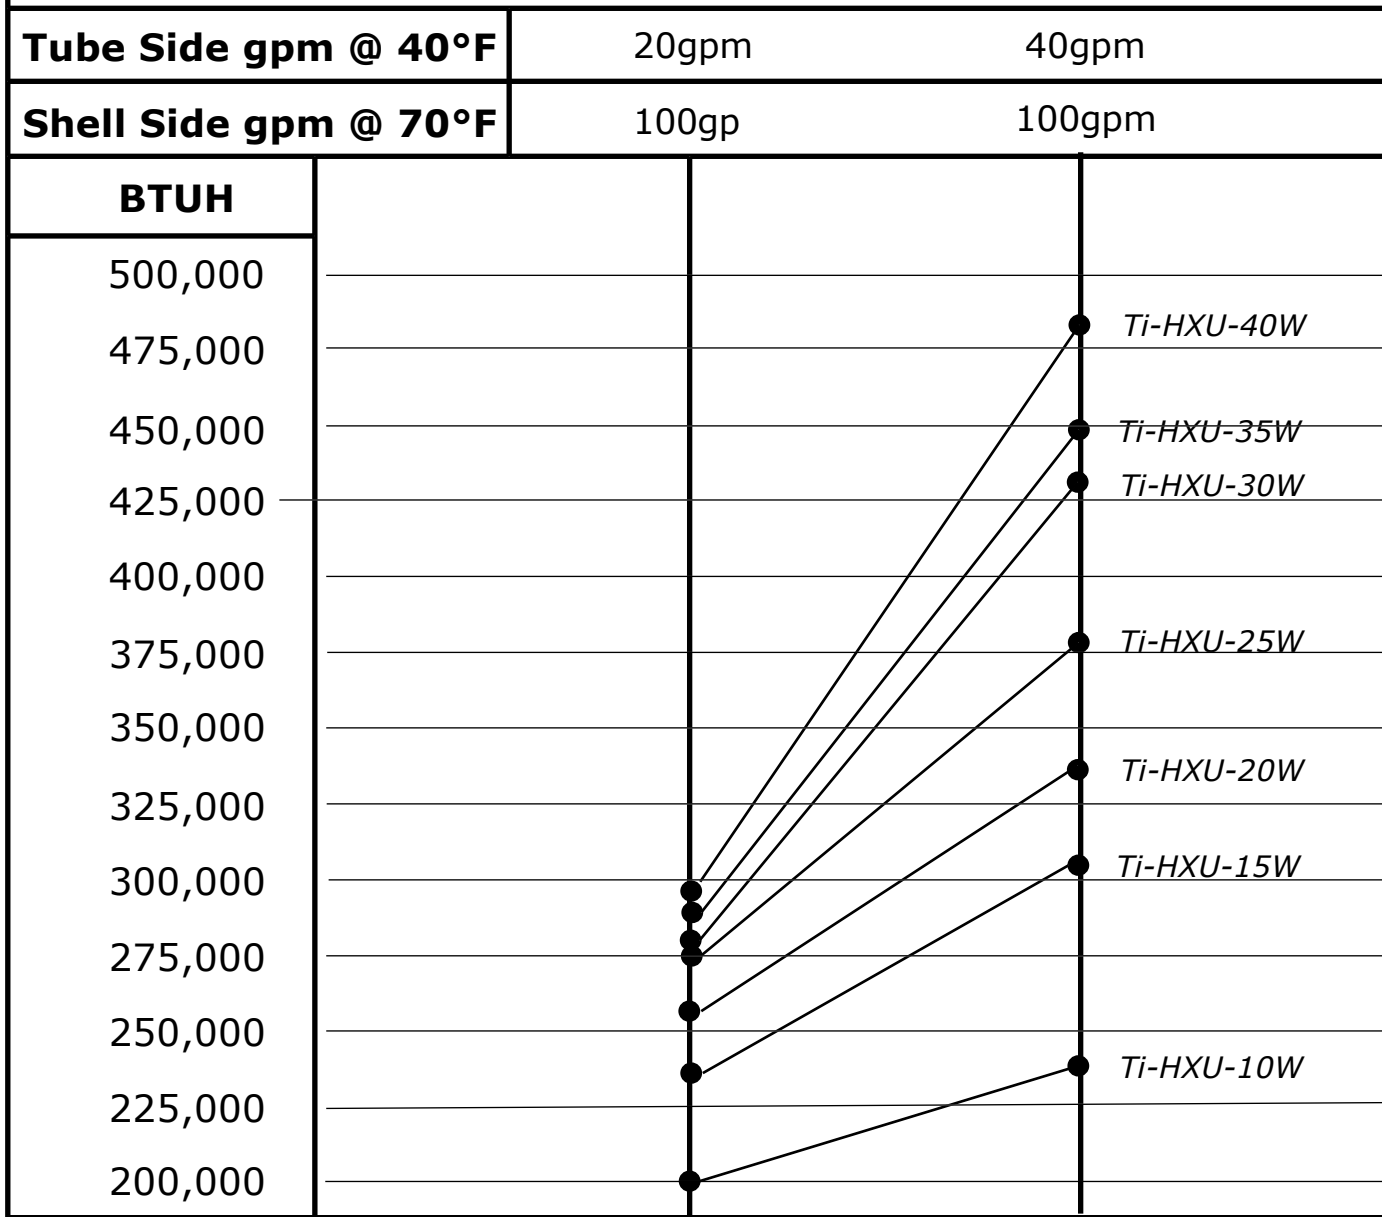 Tube Side gpm @ 40°F 20gpm 40gpm
Shell Side gpm @ 70°F 100gp 100gpm
BTUH
500,000
Ti-HXU-40W
475,000
450,000 Ti-HXU-35W
Ti-HXU-30W
425,000
400,000
375,000 Ti-HXU-25W
350,000
Ti-HXU-20W
325,000
300,000 Ti-HXU-15W
275,000
250,000
Ti-HXU-10W
225,000
200,000